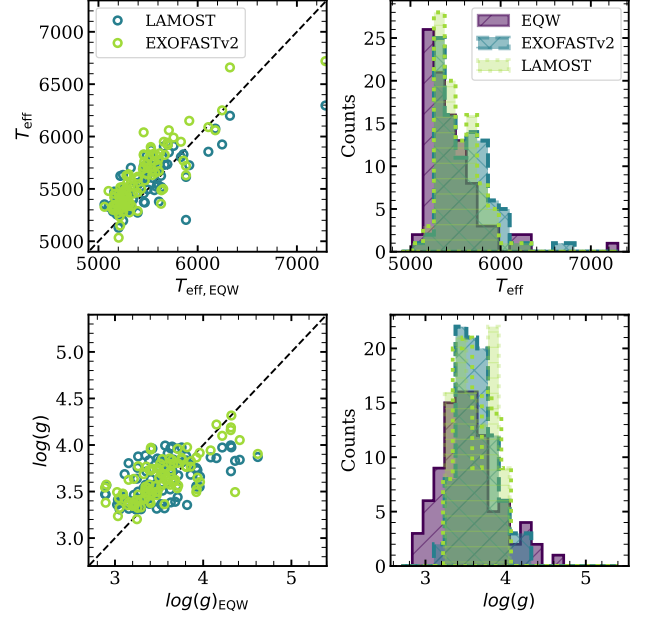 LAMOST
EXOFASTv2
7000
6500
6000
5500
5000
T_eff
5000
6000
7000
T_eff, EQW
EQW
EXOFASTv2
LAMOST
25
20
15
10
5
0
Counts
5000
6000
7000
T_eff
5.0
4.5
4.0
3.5
3.0
log(g)
3
4
5
log(g)_EQW
20
15
10
5
0
Counts
3
4
5
log(g)